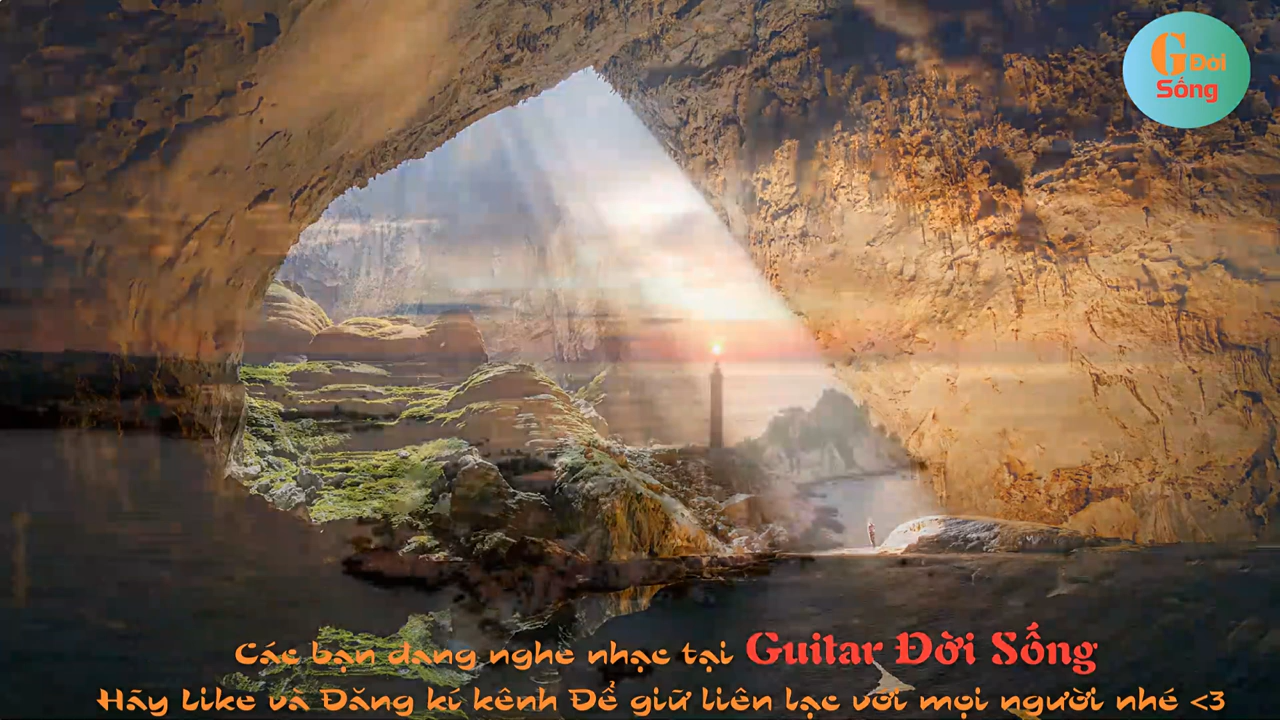 G Đời
Sống
Các bạn đang nghe nhạc tại Guitar Đời Sống
Hãy Like và Đăng kí kênh Để giữ liên lạc với mọi người nhé <3